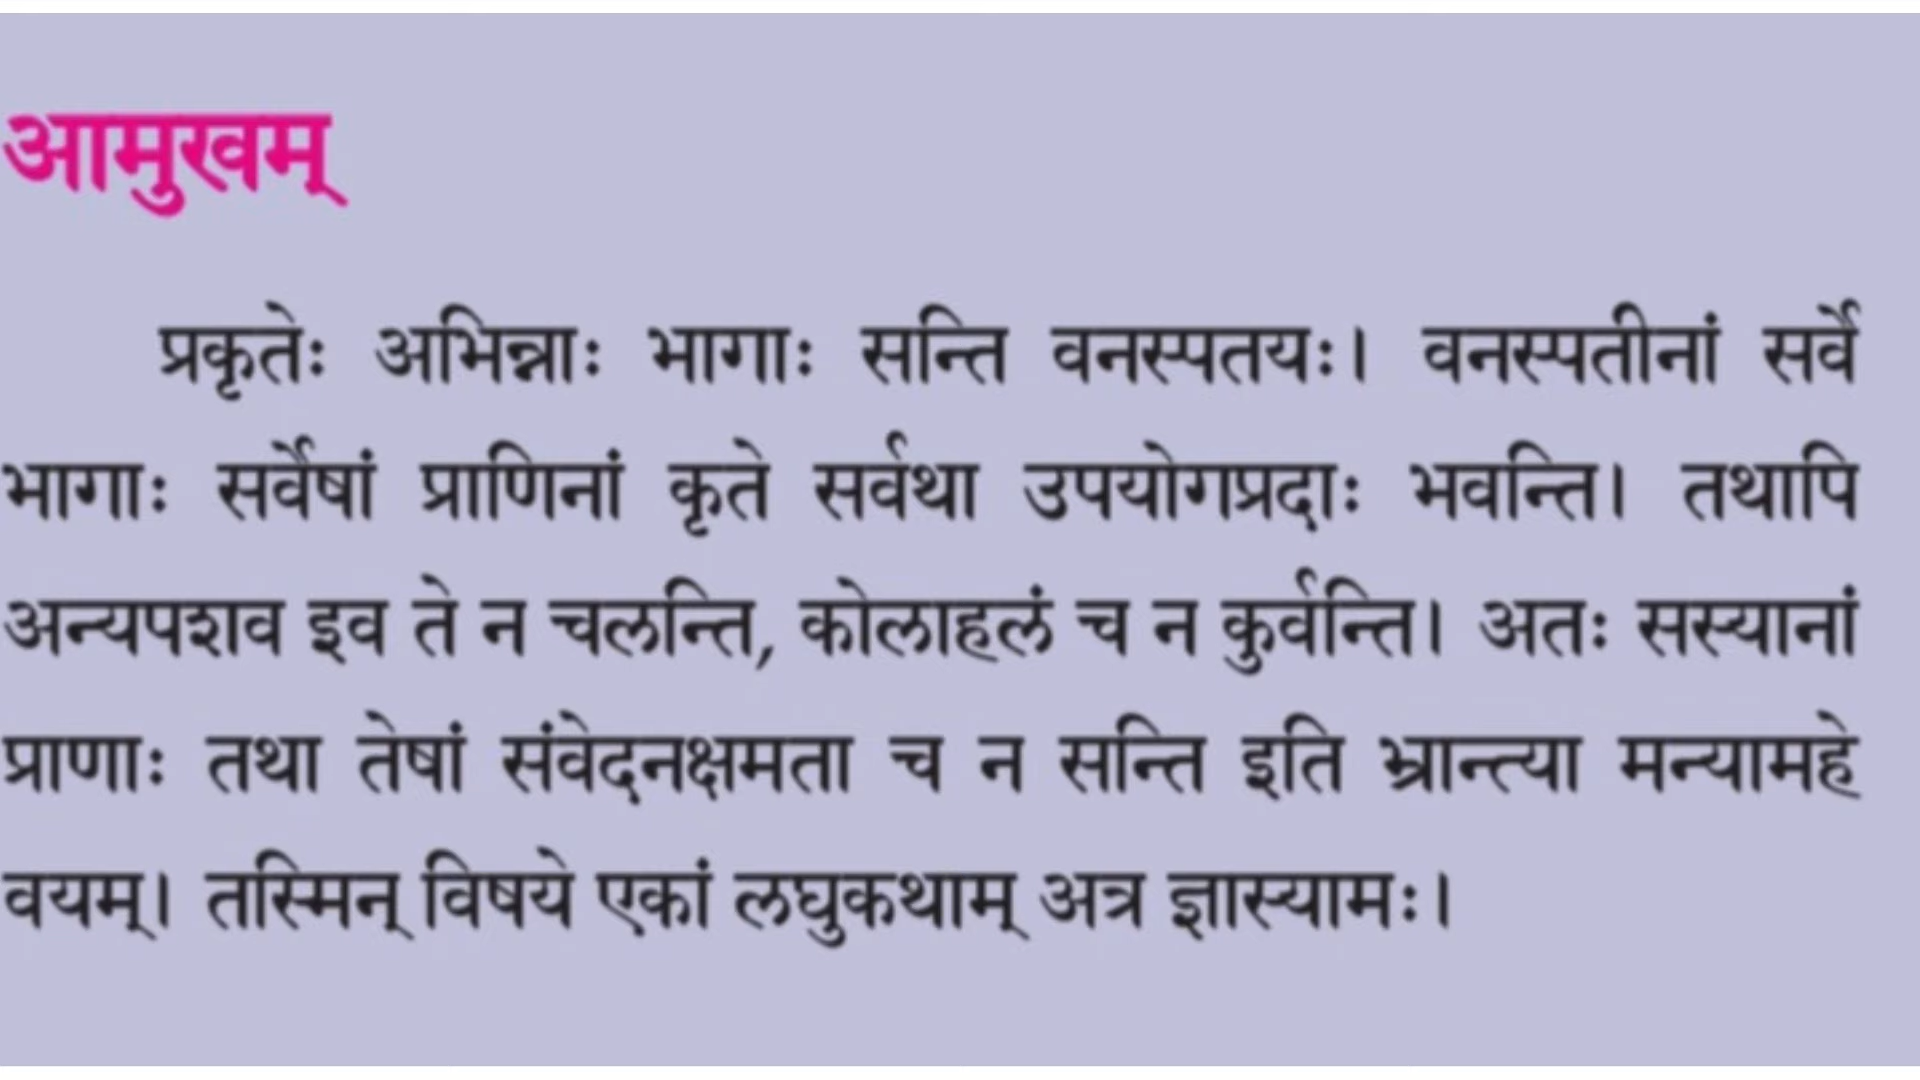 आमुखम्
प्रकृतेः अभिन्नाः भागाः सन्ति वनस्पतयः। वनस्पतीनां सर्वे
भागाः सर्वेषां प्राणिनां कृते सर्वथा उपयोगप्रदाः भवन्ति। तथापि
अन्यपशव इव ते न चलन्ति, कोलाहलं च न कुर्वन्ति। अतः सस्यानां
प्राणाः तथा तेषां संवेदनक्षमता च न सन्ति इति भ्रान्त्या मन्यामहे
वयम्। तस्मिन् विषये एकां लघुकथाम् अत्र ज्ञास्यामः।